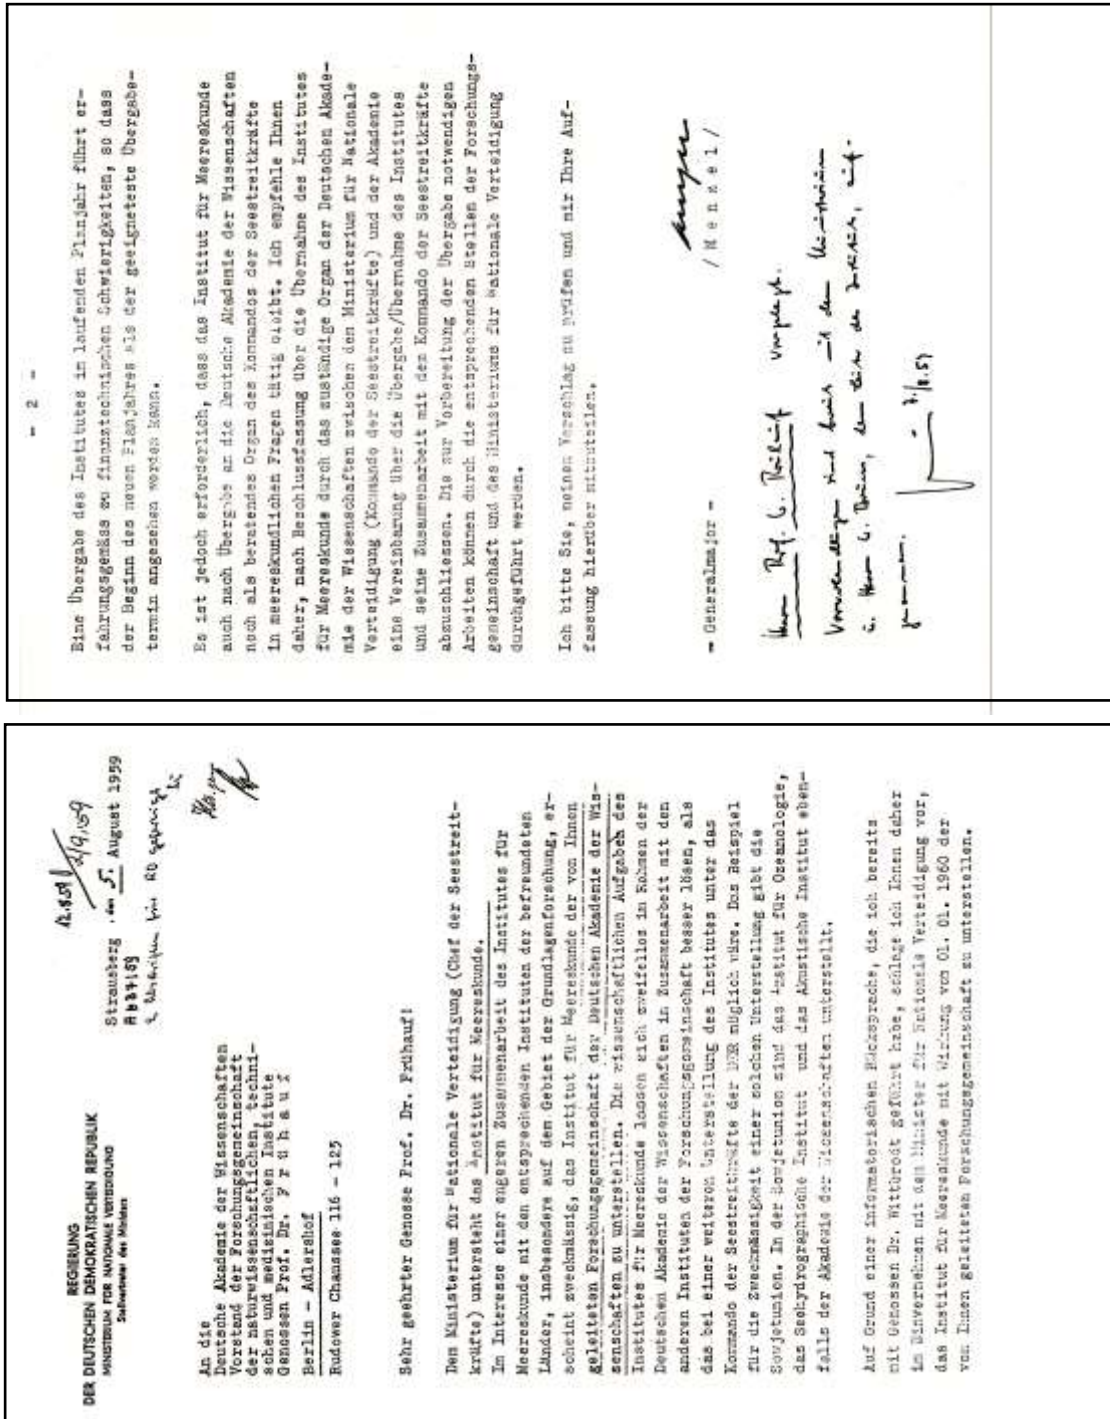 REGIERUNG
DER DEUTSCHEN DEMOKRATISCHEN REPUBLIK
MINISTERIUM FÜR NATIONALE VERTEIDIGUNG
Stellvertreter des Ministers
Strausberg, den 5. August 1959
An die
Deutsche Akademie der Wissenschaften
Vorstand der Forschungsgemeinschaft
der naturwissenschaftlichen, techni-
schen und medizinischen Institute
Genossen Prof. Dr. F r ü h a u f
Berlin - Adlershof
Rudower Chaussee 116 - 125
Sehr geehrter Genosse Prof. Dr. Frühauf!
Dem Ministerium für Nationale Verteidigung (Chef der Seestreit-
kräfte) untersteht das Institut für Meereskunde.
Im Interesse einer engeren Zusammenarbeit des Institutes für
Meereskunde mit den entsprechenden Instituten der befreundeten
Länder, insbesondere auf dem Gebiet der Grundlagenforschung, er-
scheint zweckmässig, das Institut für Meereskunde der von Ihnen
geleiteten Forschungsgemeinschaft der Deutschen Akademie der Wis-
senschaften zu unterstellen. Die wissenschaftlichen Aufgaben des
Institutes für Meereskunde lassen sich zweifellos im Rahmen der
Deutschen Akademie der Wissenschaften in Zusammenarbeit mit den
anderen Instituten der Forschungsgemeinschaft besser lösen, als
das bei einer weiteren Unterstellung des Institutes unter das
Kommando der Seestreitkräfte der DDR möglich wäre. Das Beispiel
für die Zweckmässigkeit einer solchen Unterstellung gibt die
Sowjetunion. In der Sowjetunion sind das Institut für Ozeanologie,
das Seehydrographische Institut und das Akustische Institut eben-
falls der Akademie der Wissenschaften unterstellt.
Auf Grund einer informatorischen Rücksprache, die ich bereits
mit Genossen Dr. Wittbrodt geführt habe, schlage ich Ihnen daher
im Einvernehmen mit dem Minister für Nationale Verteidigung vor,
das Institut für Meereskunde mit Wirkung vom 01. 01. 1960 der
von Ihnen geleiteten Forschungsgemeinschaft zu unterstellen.
- 2 -
Eine Übergabe des Institutes im laufenden Planjahr führt er-
fahrungsgemäss zu finanztechnischen Schwierigkeiten, so dass
der Beginn des neuen Planjahres als der geeigneteste Übergabe-
termin angesehen werden kann.
Es ist jedoch erforderlich, dass das Institut für Meereskunde
auch nach Übergabe an die Deutsche Akademie der Wissenschaften
noch als beratendes Organ des Kommandos der Seestreitkräfte
in meereskundlichen Fragen tätig bleibt. Ich empfehle Ihnen
daher, nach Beschlussfassung über die Übernahme des Institutes
für Meereskunde durch das zuständige Organ der Deutschen Akade-
mie der Wissenschaften zwischen dem Ministerium für Nationale
Verteidigung (Kommando der Seestreitkräfte) und der Akademie
eine Vereinbarung über die Übergabe/Übernahme des Institutes
und seine Zusammenarbeit mit dem Kommando der Seestreitkräfte
abzuschliessen. Die zur Vorbereitung der Übergabe notwendigen
Arbeiten können durch die entsprechenden Stellen der Forschungs-
gemeinschaft und des Ministeriums für Nationale Verteidigung
durchgeführt werden.
Ich bitte Sie, meinen Vorschlag zu prüfen und mir Ihre Auf-
fassung hierüber mitzuteilen.
/ M e n z e l /
- Generalmajor -
vorgelegt.